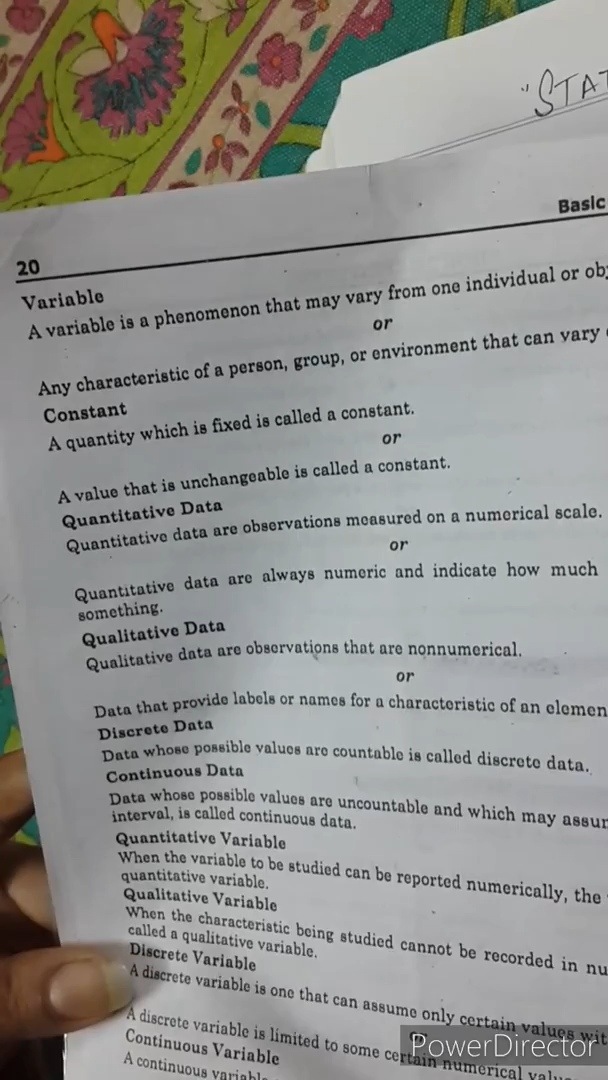 "STAT
20
Basic
Variable
A variable is a phenomenon that may vary from one individual or
or
Any characteristic of a person, group, or environment that can vary
Constant
A quantity which is fixed is called a constant.
or
A value that is unchangeable is called a constant.
Quantitative Data
Quantitative data are observations measured on a numerical scale.
or
Quantitative data are always numeric and indicate how much
something.
Qualitative Data
Qualitative data are observations that are nonnumerical.
or
Data that provide labels or names for a characteristic of an elemen
Discrete Data
Data whose possible values are countable is called discrete data.
Continuous Data
Data whose possible values are uncountable and which may assum
interval, is called continuous data.
Quantitative Variable
When the variable to be studied can be reported numerically, the
quantitative variable.
Qualitative Variable
When the characteristic being studied cannot be recorded in nu
called a qualitative variable.
Discrete Variable
A discrete variable is one that can assume only certain values wit
or
A discrete variable is limited to some certain numerical
Continuous Variable
A continuous
PowerDirector